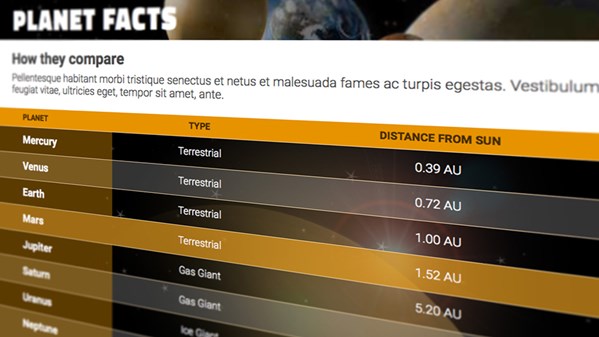 PLANET FACTS
How they compare
Pellentesque habitant morbi tristique senectus et netus et malesuada fames ac turpis egestas. Vestibulum
feugiat vitae, ultricies eget, tempor sit amet, ante.
PLANET TYPE DISTANCE FROM SUN
Mercury Terrestrial 0.39 AU
Venus Terrestrial 0.72 AU
Earth Terrestrial 1.00 AU
Mars Terrestrial 1.52 AU
Jupiter Gas Giant 5.20 AU
Saturn Gas Giant
Uranus Ice Giant
Neptune